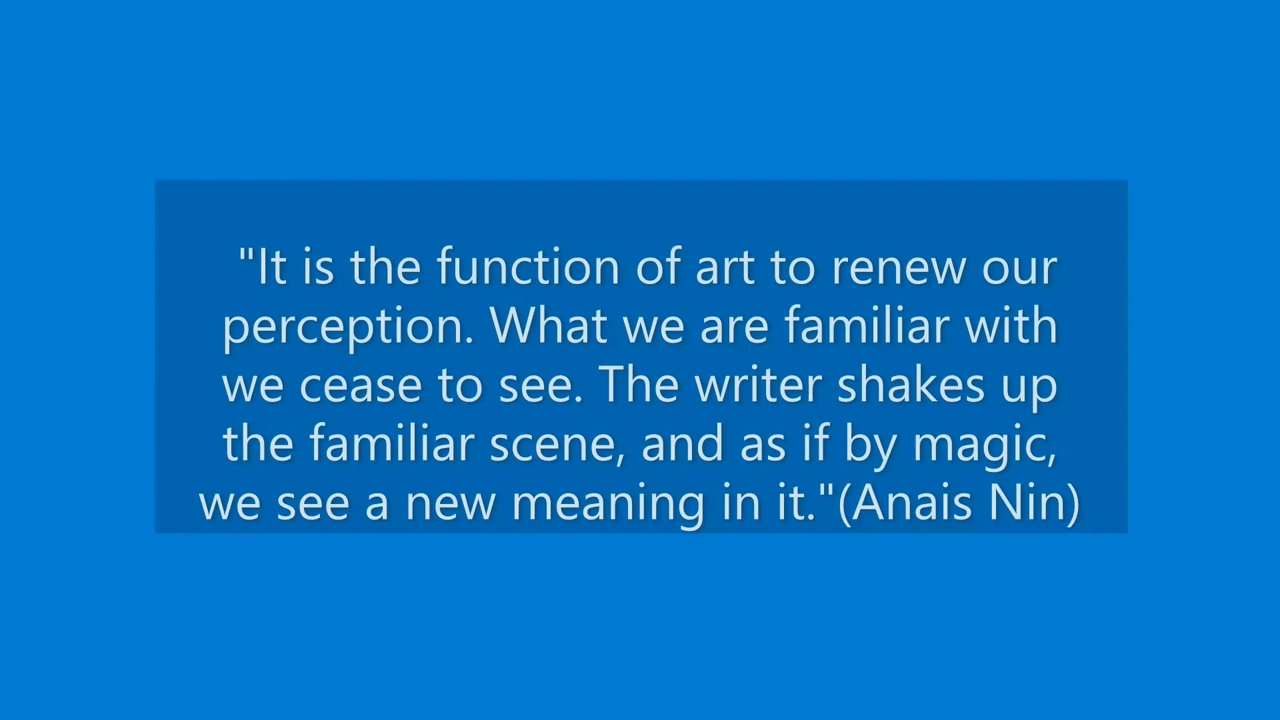 "It is the function of art to renew our
perception. What we are familiar with
we cease to see. The writer shakes up
the familiar scene, and as if by magic,
we see a new meaning in it."(Anais Nin)